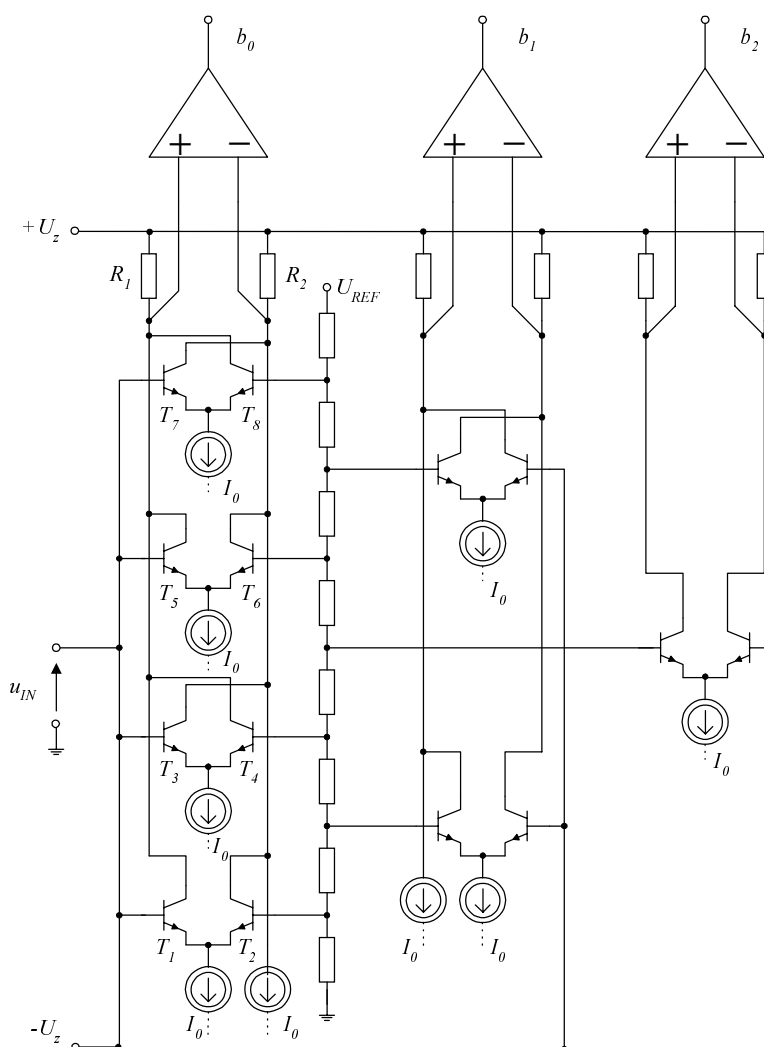 b0 b1 b2
+ − + − + −
+Uz
R1 R2 UREF
T7 T8
I0
T5 T6 I0
I0
uIN
T3 T4 I0
I0
T1 T2 I0 I0
-Uz I0 I0